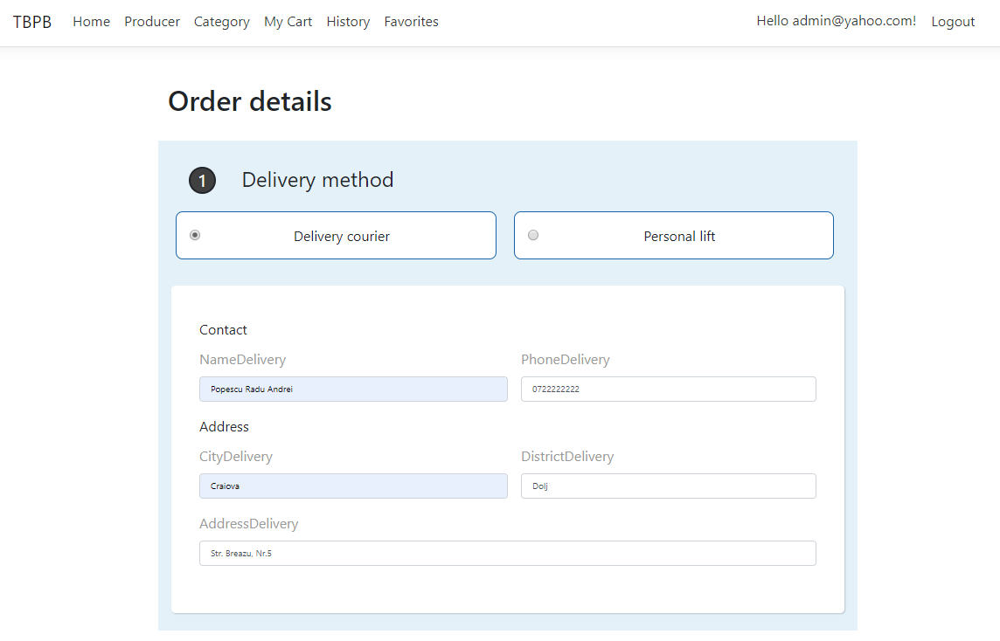 TBPB Home Producer Category My Cart History Favorites Hello admin@yahoo.com! Logout
Order details
1 Delivery method
Delivery courier Personal lift
Contact
NameDelivery PhoneDelivery
Popescu Radu Andrei 0722222222
Address
CityDelivery DistrictDelivery
Craiova Dolj
AddressDelivery
Str. Breazu, Nr.5